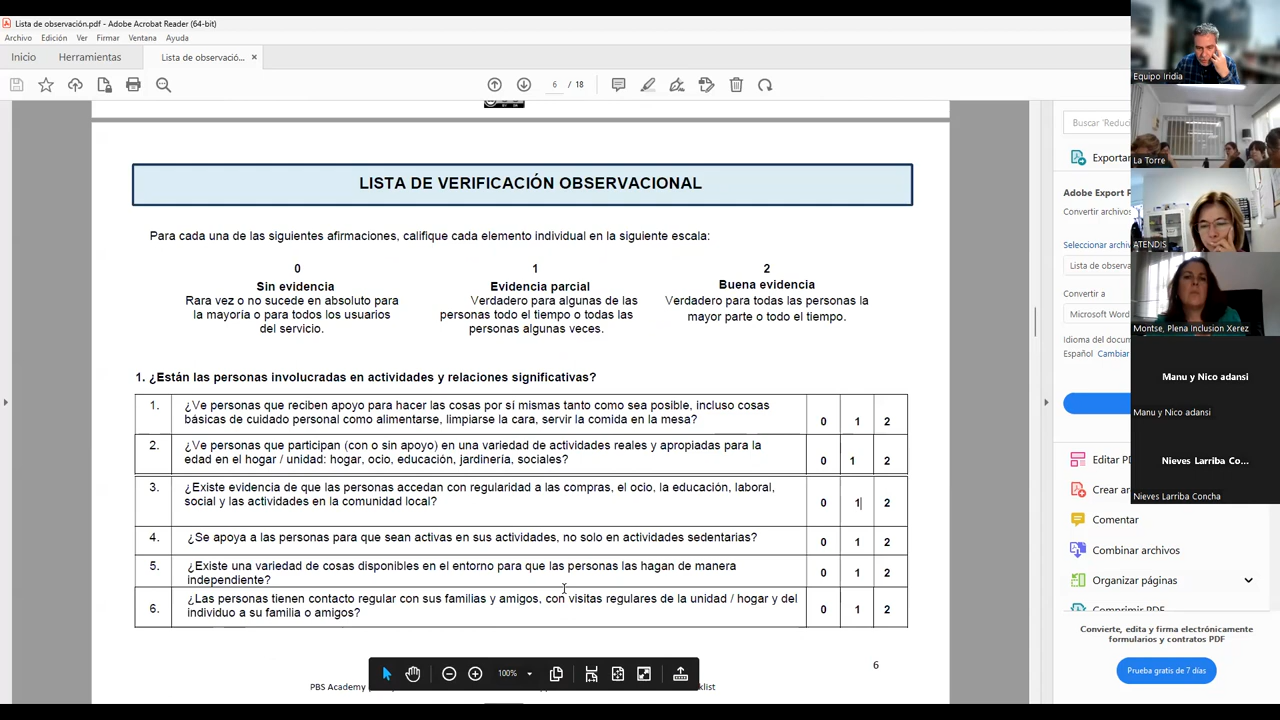 Lista de observación.pdf - Adobe Acrobat Reader (64-bit)
Archivo Edición Ver Firmar Ventana Ayuda
Inicio Herramientas Lista de observació... ×
6 / 18
LISTA DE VERIFICACIÓN OBSERVACIONAL
Para cada una de las siguientes afirmaciones, califique cada elemento individual en la siguiente escala:
0
Sin evidencia
Rara vez o no sucede en absoluto para
la mayoría o para todos los usuarios
del servicio.
1
Evidencia parcial
Verdadero para algunas de las
personas todo el tiempo o todas las
personas algunas veces.
2
Buena evidencia
Verdadero para todas las personas la
mayor parte o todo el tiempo.
1. ¿Están las personas involucradas en actividades y relaciones significativas?
1. ¿Ve personas que reciben apoyo para hacer las cosas por sí mismas tanto como sea posible, incluso cosas
básicas de cuidado personal como alimentarse, limpiarse la cara, servir la comida en la mesa? 0 1 2
2. ¿Ve personas que participan (con o sin apoyo) en una variedad de actividades reales y apropiadas para la
edad en el hogar / unidad: hogar, ocio, educación, jardinería, sociales? 0 1 2
3. ¿Existe evidencia de que las personas accedan con regularidad a las compras, el ocio, la educación, laboral,
social y las actividades en la comunidad local? 0 1 2
4. ¿Se apoya a las personas para que sean activas en sus actividades, no solo en actividades sedentarias? 0 1 2
5. ¿Existe una variedad de cosas disponibles en el entorno para que las personas las hagan de manera
independiente? 0 1 2
6. ¿Las personas tienen contacto regular con sus familias y amigos, con visitas regulares de la unidad / hogar y del
individuo a su familia o amigos? 0 1 2
6
PBS Academy
100%
Buscar 'Reduci
Exportar
Adobe Export P
Convertir archivos
Seleccionar archiv
Lista de observa
Convertir a
Microsoft Word
Idioma del docum
Español Cambiar
Editar PD
Crear ar
Comentar
Combinar archivos
Organizar páginas
Comprimir PDF
Convierte, edita y firma electrónicamente
formularios y contratos PDF
Prueba gratis de 7 días
Equipo Iridia
La Torre
ATENDIS
Montse, Plena Inclusion Xerez
Manu y Nico adansi
Manu y Nico adansi
Nieves Larriba Co...
Nieves Larriba Concha